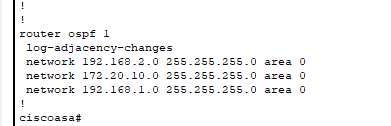 !
!
router ospf 1
log-adjacency-changes
network 192.168.2.0 255.255.255.0 area 0
network 172.20.10.0 255.255.255.0 area 0
network 192.168.1.0 255.255.255.0 area 0
!
ciscoasa#